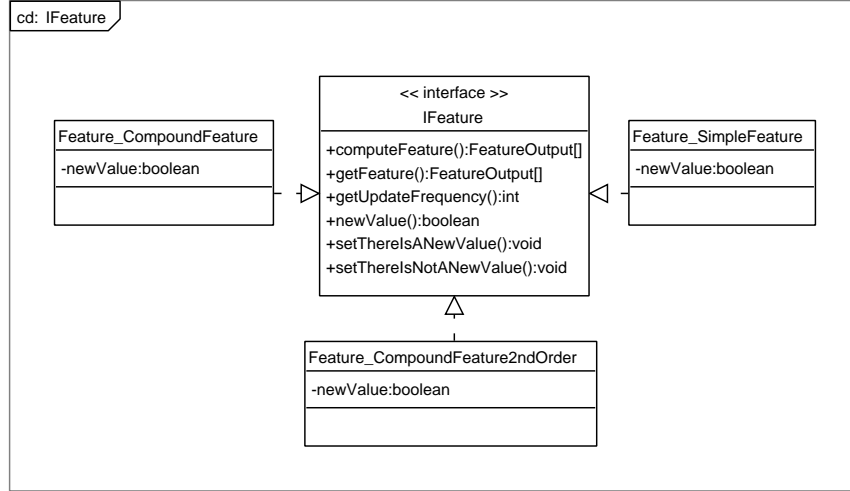 cd: IFeature
<< interface >>
IFeature
+computeFeature():FeatureOutput[]
+getFeature():FeatureOutput[]
+getUpdateFrequency():int
+newValue():boolean
+setThereIsANewValue():void
+setThereIsNotANewValue():void
Feature_CompoundFeature
-newValue:boolean
Feature_SimpleFeature
-newValue:boolean
Feature_CompoundFeature2ndOrder
-newValue:boolean